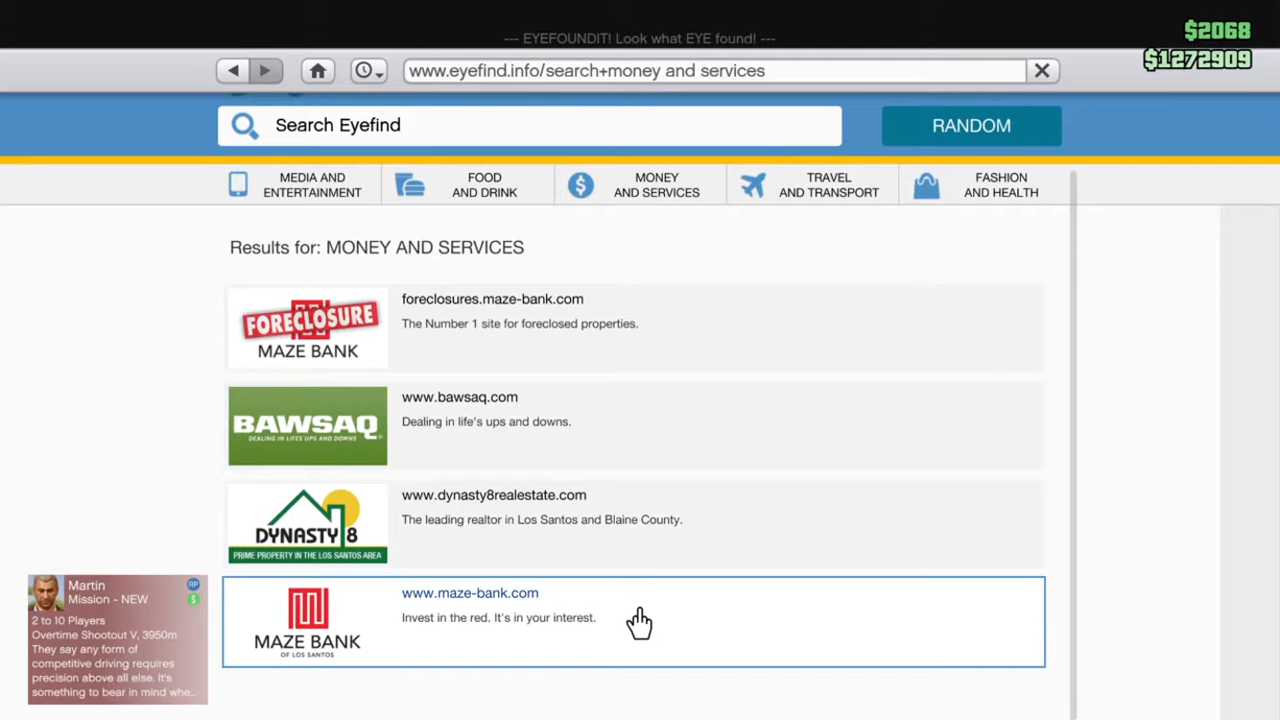 --- EYEFOUNDIT! Look what EYE found! ---
$2068
$1272909
www.eyefind.info/search+money and services
Search Eyefind
RANDOM
MEDIA AND
ENTERTAINMENT
FOOD
AND DRINK
MONEY
AND SERVICES
TRAVEL
AND TRANSPORT
FASHION
AND HEALTH
Results for: MONEY AND SERVICES
FORECLOSURE
MAZE BANK
foreclosures.maze-bank.com
The Number 1 site for foreclosed properties.
BAWSAQ
DEALING IN LIFES UPS AND DOWNS
www.bawsaq.com
Dealing in life's ups and downs.
DYNASTY 8
PRIME PROPERTY IN THE LOS SANTOS AREA
www.dynasty8realestate.com
The leading realtor in Los Santos and Blaine County.
MAZE BANK
OF LOS SANTOS
www.maze-bank.com
Invest in the red. It's in your interest.
Martin
RP
Mission - NEW
$
2 to 10 Players
Overtime Shootout V, 3950m
They say any form of
competitive driving requires
precision above all else. It's
something to bear in mind whe...